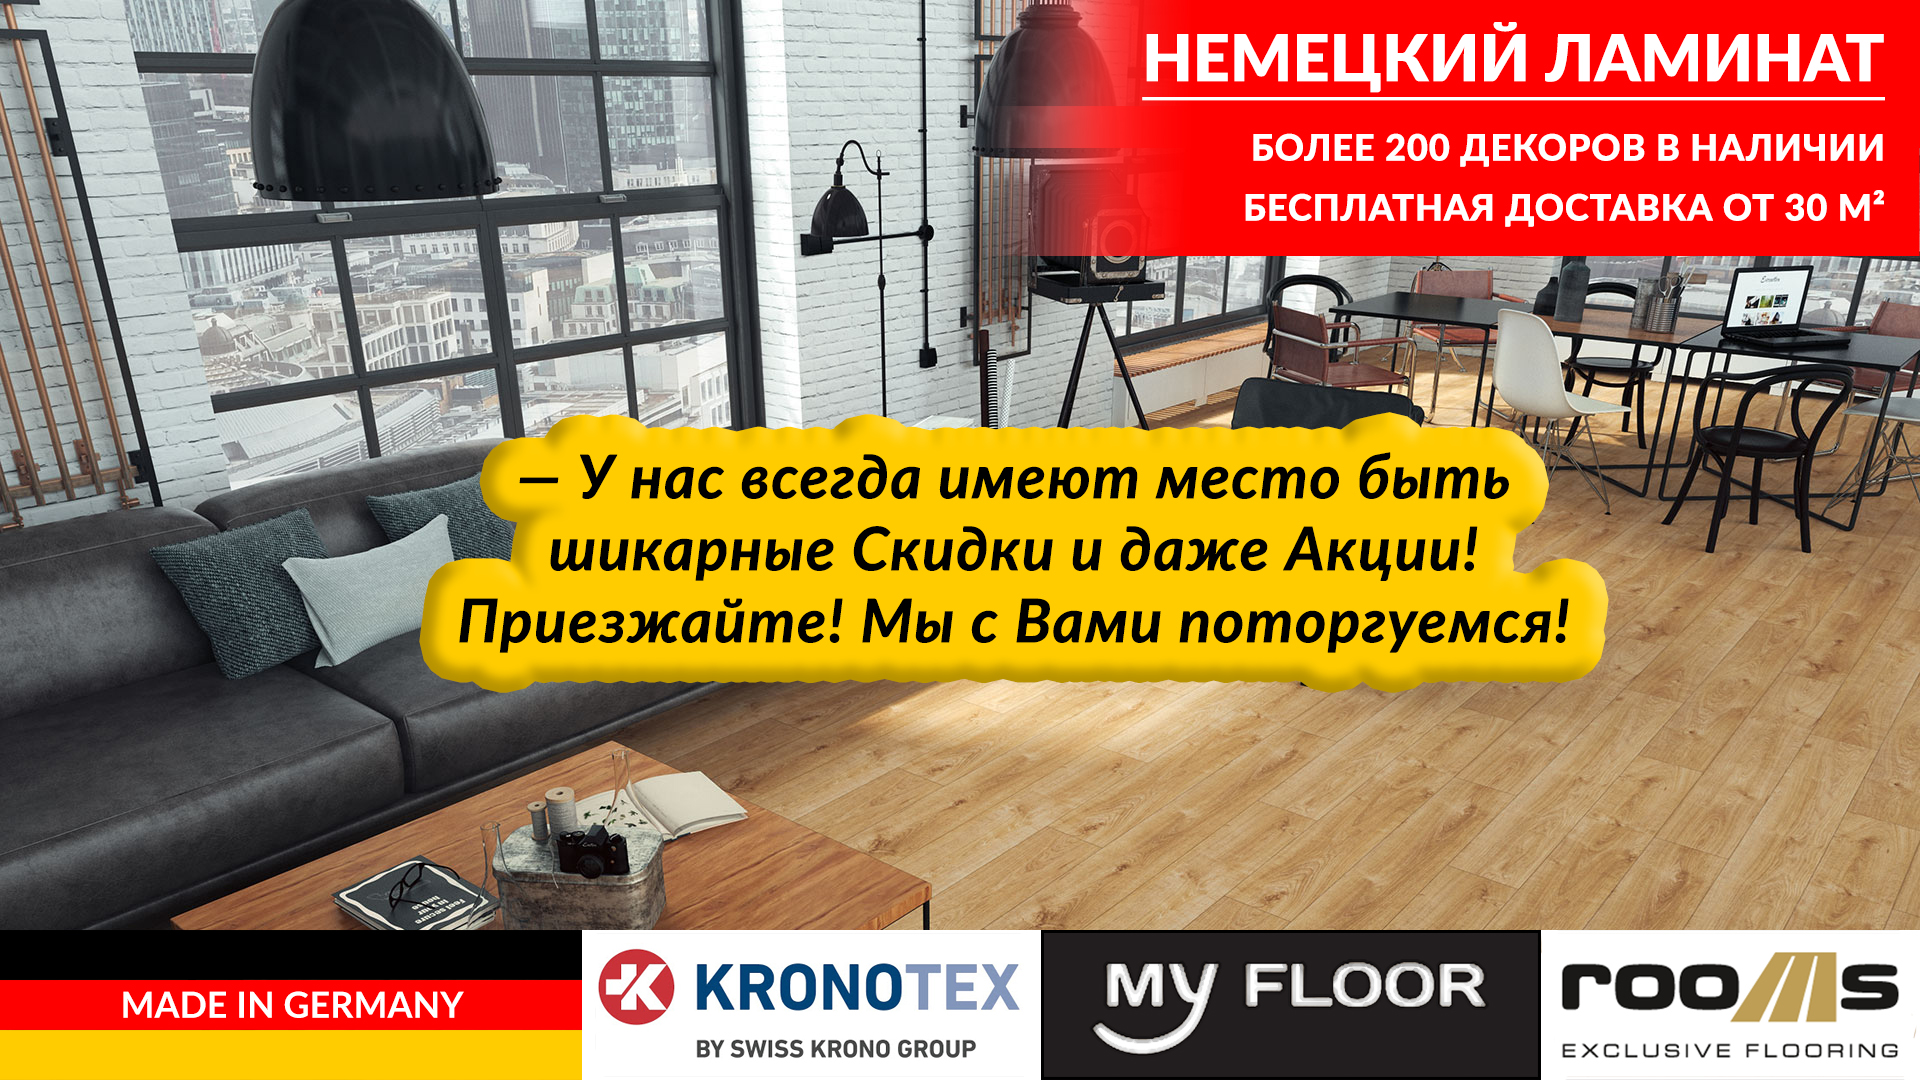 НЕМЕЦКИЙ ЛАМИНАТ
БОЛЕЕ 200 ДЕКОРОВ В НАЛИЧИИ
БЕСПЛАТНАЯ ДОСТАВКА ОТ 30 М²
— У нас всегда имеют место быть
шикарные Скидки и даже Акции!
Приезжайте! Мы с Вами поторгуемся!
MADE IN GERMANY
KRONOTEX
BY SWISS KRONO GROUP
MY FLOOR
rooms
EXCLUSIVE FLOORING